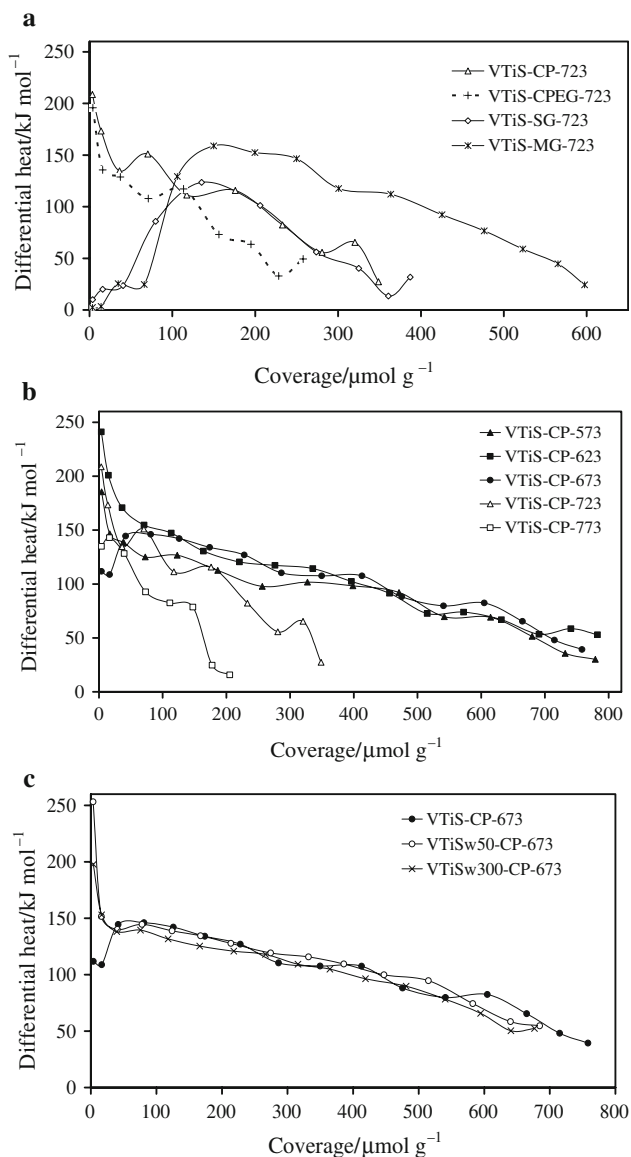 a
Differential heat/kJ mol⁻¹
250
200
150
100
50
0
0 100 200 300 400 500 600
Coverage/µmol g⁻¹
VTiS-CP-723
VTiS-CPEG-723
VTiS-SG-723
VTiS-MG-723
b
Differential heat/kJ mol⁻¹
250
200
150
100
50
0
0 100 200 300 400 500 600 700 800
Coverage/µmol g⁻¹
VTiS-CP-573
VTiS-CP-623
VTiS-CP-673
VTiS-CP-723
VTiS-CP-773
c
Differential heat/kJ mol⁻¹
250
200
150
100
50
0
0 100 200 300 400 500 600 700 800
Coverage/µmol g⁻¹
VTiS-CP-673
VTiSw50-CP-673
VTiSw300-CP-673